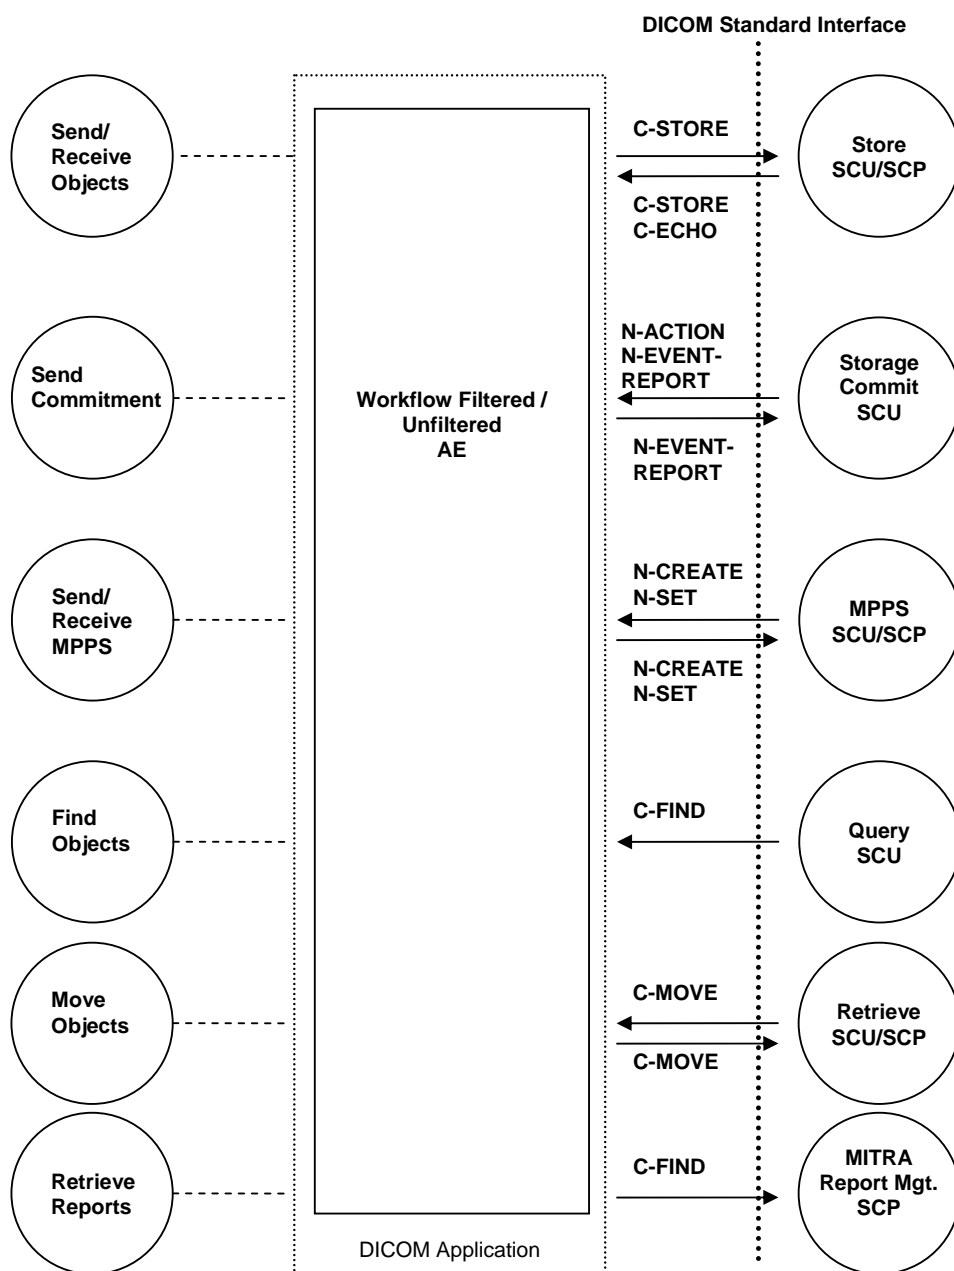 DICOM Standard Interface
Send/
Receive
Objects
C-STORE
C-STORE
C-ECHO
Store
SCU/SCP
Send
Commitment
Workflow Filtered /
Unfiltered
AE
N-ACTION
N-EVENT-
REPORT
N-EVENT-
REPORT
Storage
Commit
SCU
Send/
Receive
MPPS
N-CREATE
N-SET
N-CREATE
N-SET
MPPS
SCU/SCP
Find
Objects
C-FIND
Query
SCU
Move
Objects
C-MOVE
C-MOVE
Retrieve
SCU/SCP
Retrieve
Reports
C-FIND
MITRA
Report Mgt.
SCP
DICOM Application